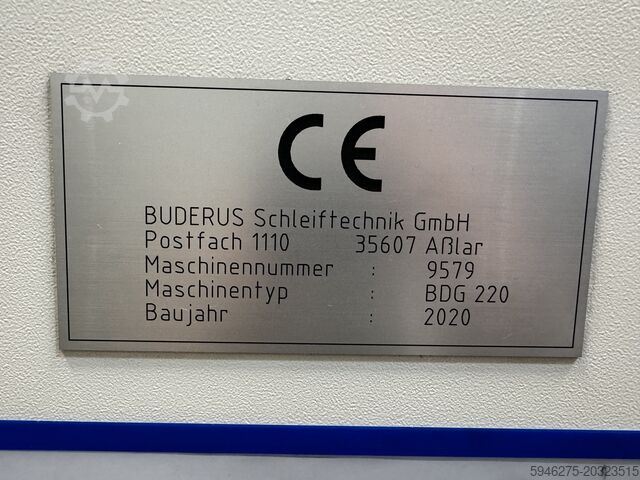 CE
BUDERUS Schleiftechnik GmbH
Postfach 1110 35607 Aßlar
Maschinennummer : 9579
Maschinentyp : BDG 220
Baujahr : 2020
5946275-20323515